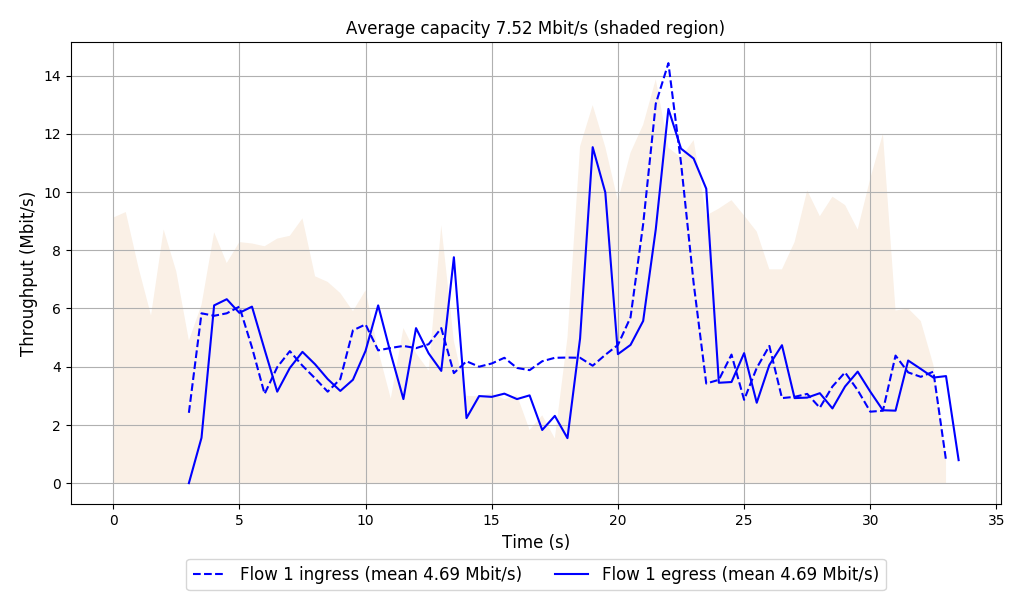 Average capacity 7.52 Mbit/s (shaded region)
Throughput (Mbit/s)
14
12
10
8
6
4
2
0
0 5 10 15 20 25 30 35
Time (s)
Flow 1 ingress (mean 4.69 Mbit/s) Flow 1 egress (mean 4.69 Mbit/s)